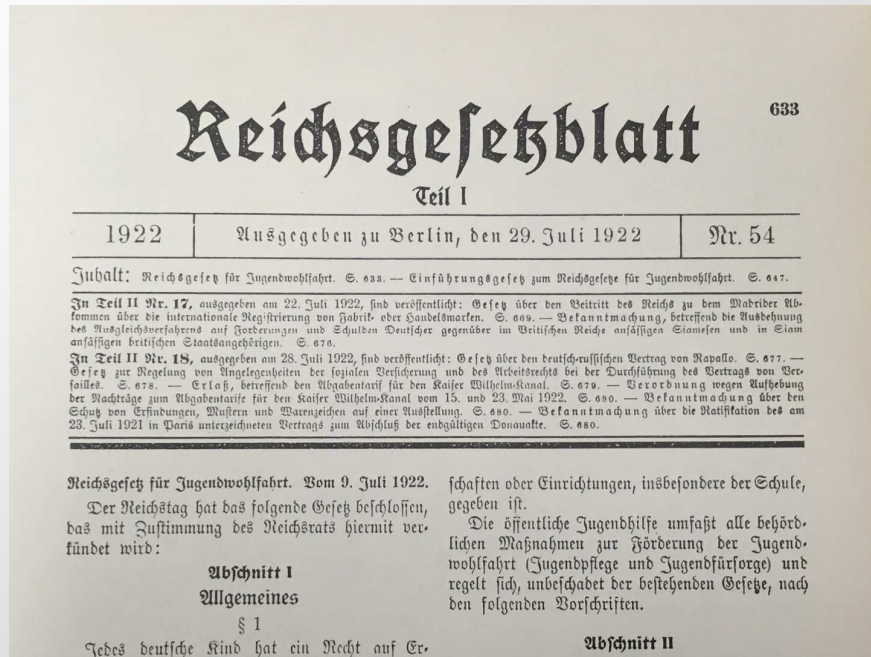 633
Reichsgesetzblatt
Teil I
1922
Ausgegeben zu Berlin, den 29. Juli 1922
Nr. 54
Inhalt: Reichsgesetz für Jugendwohlfahrt. S. 633. — Einführungsgesetz zum Reichsgesetze für Jugendwohlfahrt. S. 647.
In Teil II Nr. 17, ausgegeben am 22. Juli 1922, sind veröffentlicht: Gesetz über den Beitritt des Reichs zu dem Madrider Ab-
kommen über die internationale Registrierung von Fabrik- oder Handelsmarken. S. 669. — Bekanntmachung, betreffend die Ausdehnung
des Ausgleichsverfahrens auf Forderungen und Schulden Deutscher gegenüber im Britischen Reiche ansässigen Siamesen und in Siam
ansässigen britischen Staatsangehörigen. S. 676.
In Teil II Nr. 18, ausgegeben am 28. Juli 1922, sind veröffentlicht: Gesetz über den deutsch-russischen Vertrag von Rapallo. S. 677. —
Gesetz zur Regelung von Angelegenheiten der sozialen Versicherung und des Arbeitsrechts bei der Durchführung des Vertrags von Ver-
sailles. S. 678. — Erlaß, betreffend den Abgabentarif für den Kaiser Wilhelm-Kanal. S. 679. — Verordnung wegen Aufhebung
der Nachträge zum Abgabentarife für den Kaiser Wilhelm-Kanal vom 15. und 23. Mai 1922. S. 680. — Bekanntmachung über den
Schutz von Erfindungen, Mustern und Warenzeichen auf einer Ausstellung. S. 680. — Bekanntmachung über die Ratifikation des am
23. Juli 1921 in Paris unterzeichneten Vertrags zum Abschluß der endgültigen Donauakte. S. 680.
Reichsgesetz für Jugendwohlfahrt. Vom 9. Juli 1922.
Der Reichstag hat das folgende Gesetz beschlossen,
das mit Zustimmung des Reichsrats hiermit ver-
kündet wird:
Abschnitt I
Allgemeines
§ 1
Jedes deutsche Kind hat ein Recht auf Er-
schaften oder Einrichtungen, insbesondere der Schule,
gegeben ist.
Die öffentliche Jugendhilfe umfaßt alle behörd-
lichen Maßnahmen zur Förderung der Jugend-
wohlfahrt (Jugendpflege und Jugendfürsorge) und
regelt sich, unbeschadet der bestehenden Gesetze, nach
den folgenden Vorschriften.
Abschnitt II